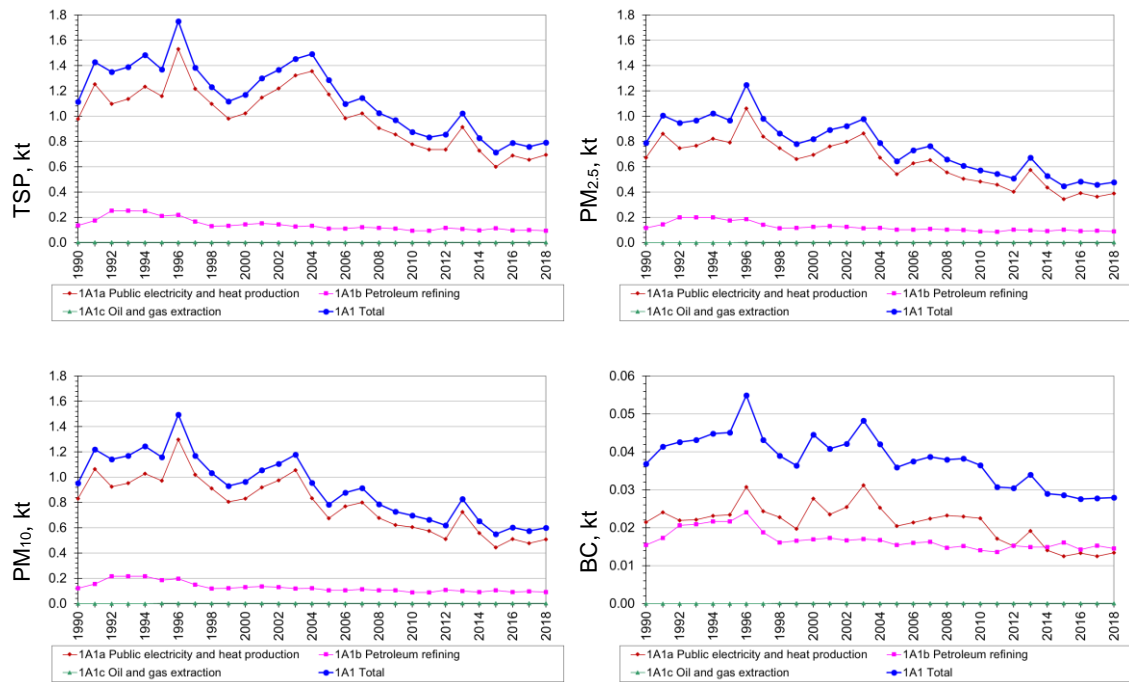 TSP, kt
1.8
1.6
1.4
1.2
1.0
0.8
0.6
0.4
0.2
0.0
1990 1992 1994 1996 1998 2000 2002 2004 2006 2008 2010 2012 2014 2016 2018
1A1a Public electricity and heat production 1A1b Petroleum refining
1A1c Oil and gas extraction 1A1 Total
PM2.5, kt
1.8
1.6
1.4
1.2
1.0
0.8
0.6
0.4
0.2
0.0
1990 1992 1994 1996 1998 2000 2002 2004 2006 2008 2010 2012 2014 2016 2018
1A1a Public electricity and heat production 1A1b Petroleum refining
1A1c Oil and gas extraction 1A1 Total
PM10, kt
1.8
1.6
1.4
1.2
1.0
0.8
0.6
0.4
0.2
0.0
1990 1992 1994 1996 1998 2000 2002 2004 2006 2008 2010 2012 2014 2016 2018
1A1a Public electricity and heat production 1A1b Petroleum refining
1A1c Oil and gas extraction 1A1 Total
BC, kt
0.06
0.05
0.04
0.03
0.02
0.01
0.00
1990 1992 1994 1996 1998 2000 2002 2004 2006 2008 2010 2012 2014 2016 2018
1A1a Public electricity and heat production 1A1b Petroleum refining
1A1c Oil and gas extraction 1A1 Total